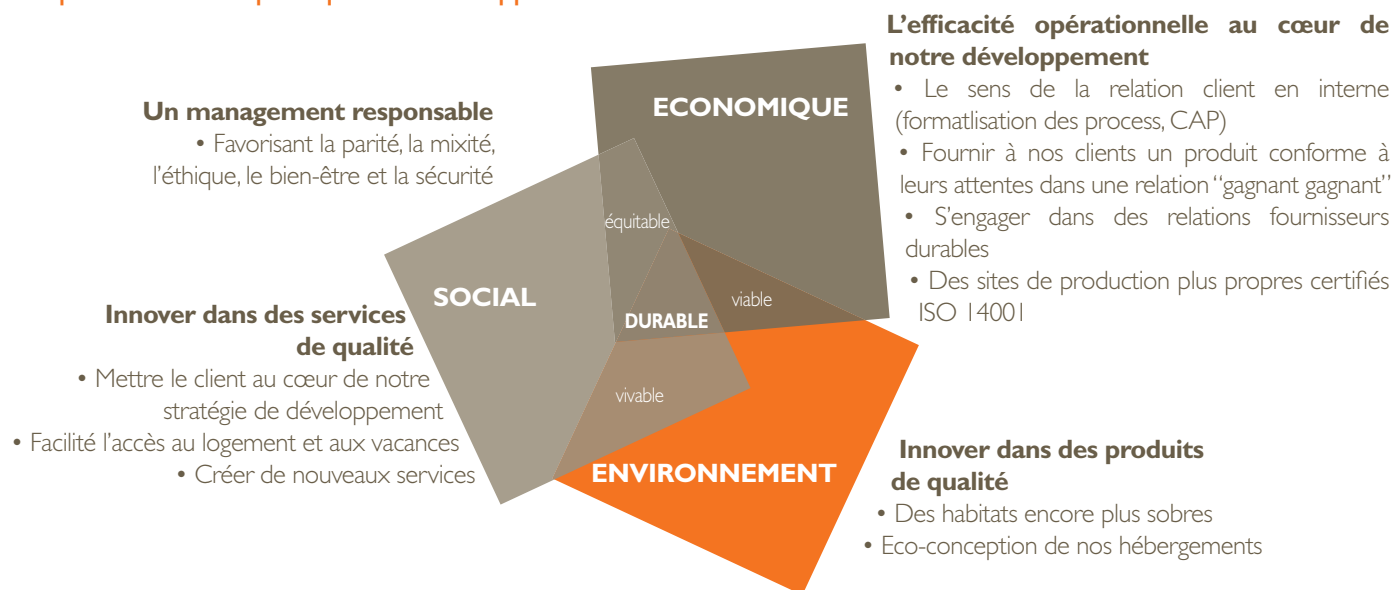 L'efficacité opérationnelle au cœur de
notre développement
• Le sens de la relation client en interne
(formatlisation des process, CAP)
• Fournir à nos clients un produit conforme à
leurs attentes dans une relation “gagnant gagnant”
• S'engager dans des relations fournisseurs
durables
• Des sites de production plus propres certifiés
ISO 14001
Un management responsable
• Favorisant la parité, la mixité,
l'éthique, le bien-être et la sécurité
ECONOMIQUE
équitable
SOCIAL
viable
DURABLE
vivable
ENVIRONNEMENT
Innover dans des services
de qualité
• Mettre le client au cœur de notre
stratégie de développement
• Facilité l'accès au logement et aux vacances
• Créer de nouveaux services
Innover dans des produits
de qualité
• Des habitats encore plus sobres
• Eco-conception de nos hébergements